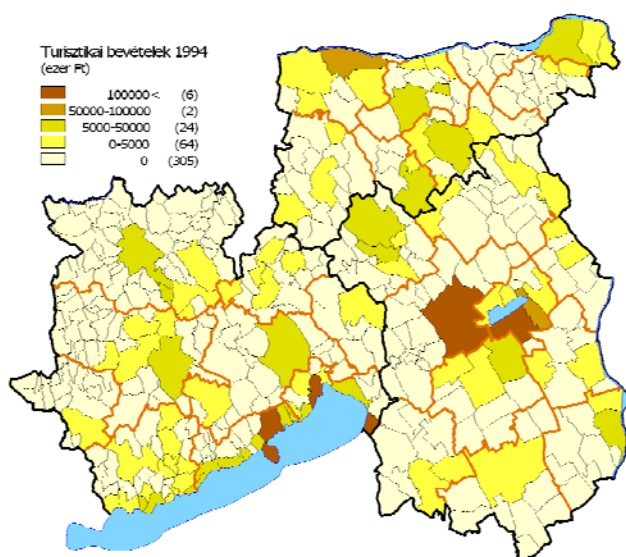 Turisztikai bevételek 1994
(ezer Ft)
100000< (6)
50000-100000 (2)
5000-50000 (24)
0-5000 (64)
0 (305)